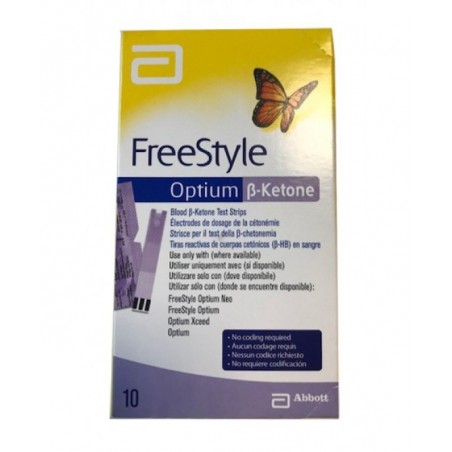 FreeStyle
Optium β-Ketone
Blood β-Ketone Test Strips
Électrodes de dosage de la cétonémie
Strisce per il test della β-chetonemia
Tiras reactivas de cuerpos cetónicos (β-HB) en sangre
Use only with (where available)
Utiliser uniquement avec (si disponible)
Utilizzare solo con (dove disponibile)
Utilizar sólo con (donde se encuentre disponible):
FreeStyle Optium Neo
FreeStyle Optium
Optium Xceed
Optium
• No coding required
• Aucun codage requis
• Nessun codice richiesto
• No requiere codificación
10
Abbott